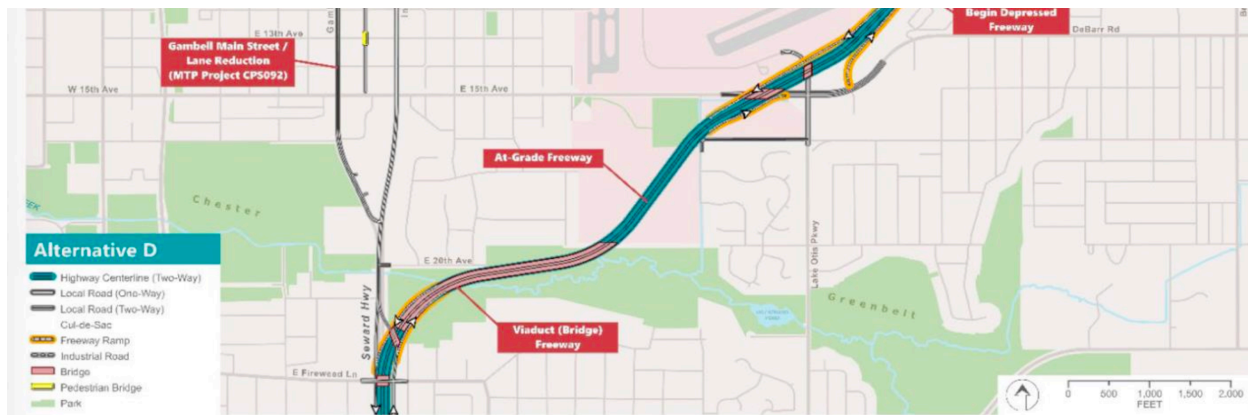 Begin Depressed
Freeway
DeBarr Rd
E 13th Ave
Gambell Main Street /
Lane Reduction
(MTP Project CPS092)
W 15th Ave
E 15th Ave
At-Grade Freeway
Chester
Lake Otis Pkwy
E 20th Ave
Seward Hwy
Greenbelt
Viaduct (Bridge)
Freeway
E Fireweed Ln
Alternative D
Highway Centerline (Two-Way)
Local Road (One-Way)
Local Road (Two-Way)
Cul-de-Sac
Freeway Ramp
Industrial Road
Bridge
Pedestrian Bridge
Park
0 500 1,000 1,500 2,000
FEET